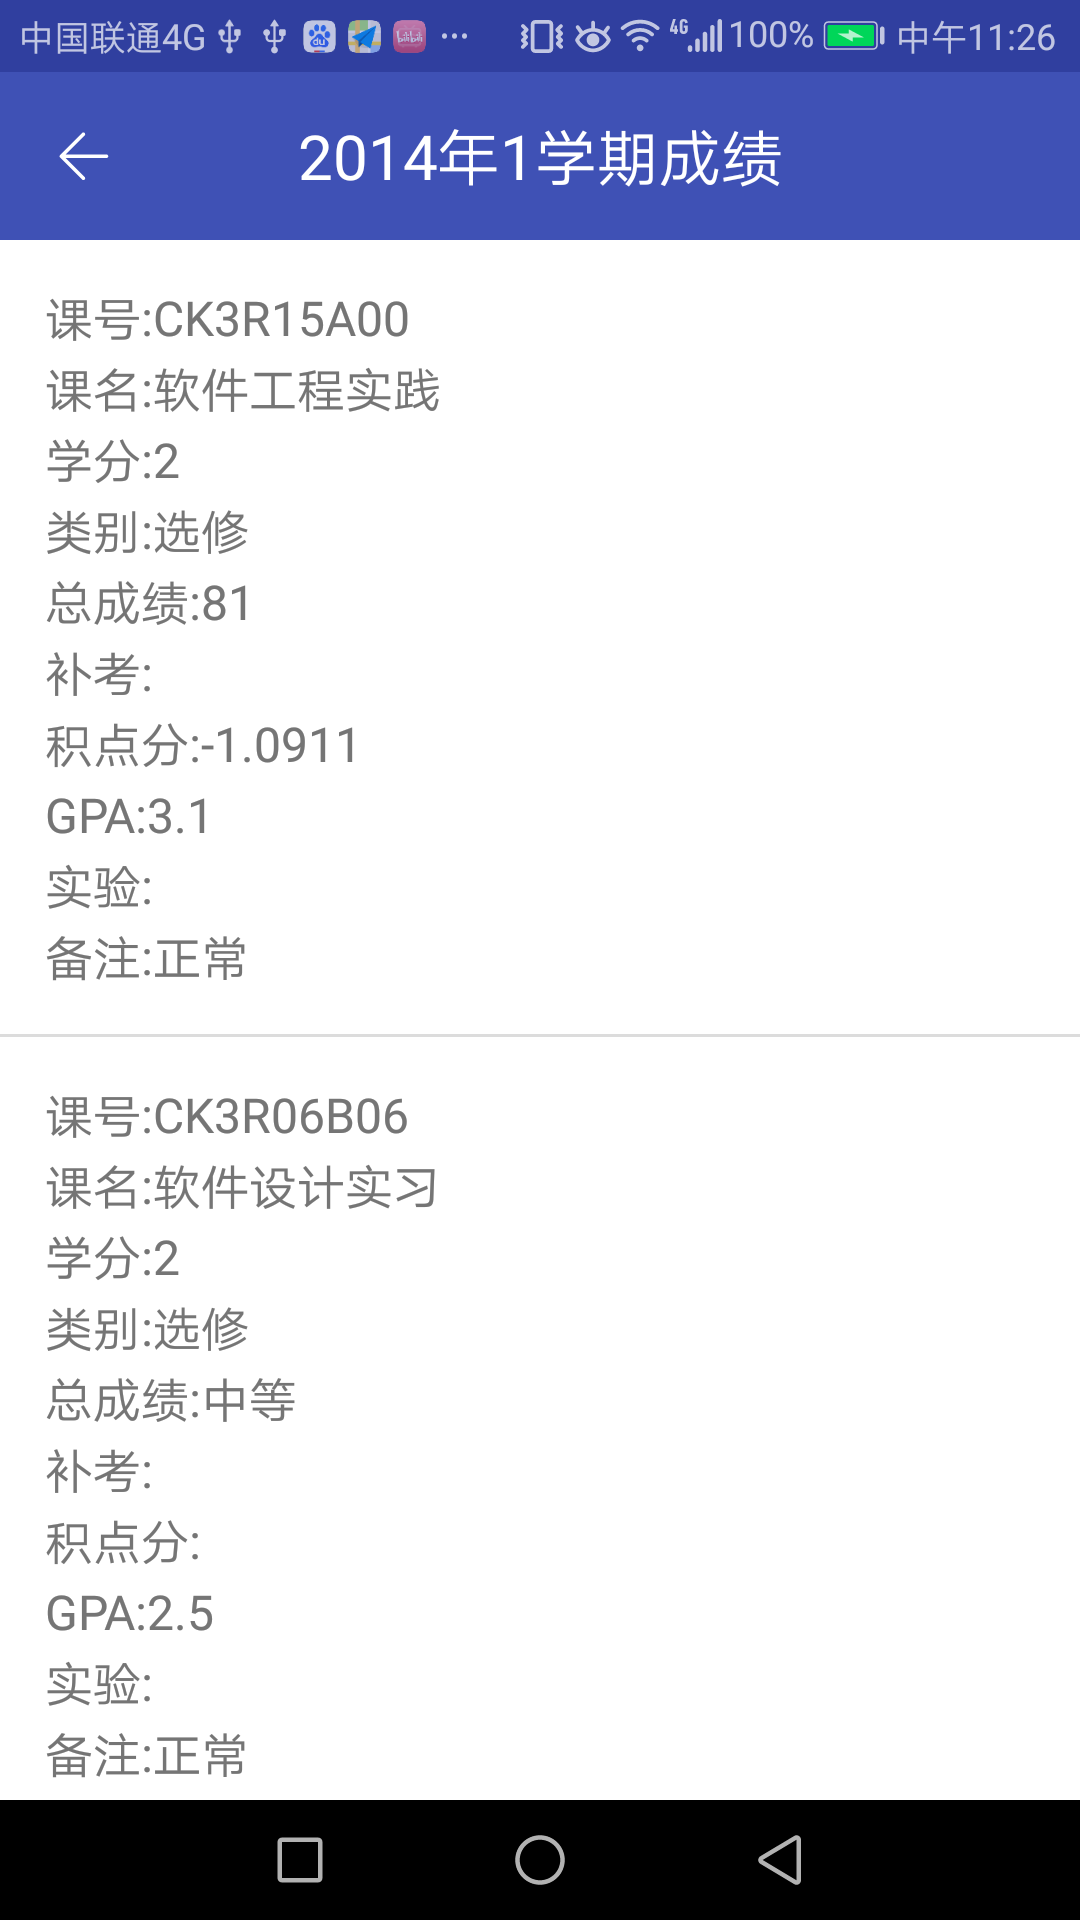 中国联通4G ··· 4G 100% 中午11:26
2014年1学期成绩
课号:CK3R15A00
课名:软件工程实践
学分:2
类别:选修
总成绩:81
补考:
积点分:-1.0911
GPA:3.1
实验:
备注:正常
课号:CK3R06B06
课名:软件设计实习
学分:2
类别:选修
总成绩:中等
补考:
积点分:
GPA:2.5
实验:
备注:正常